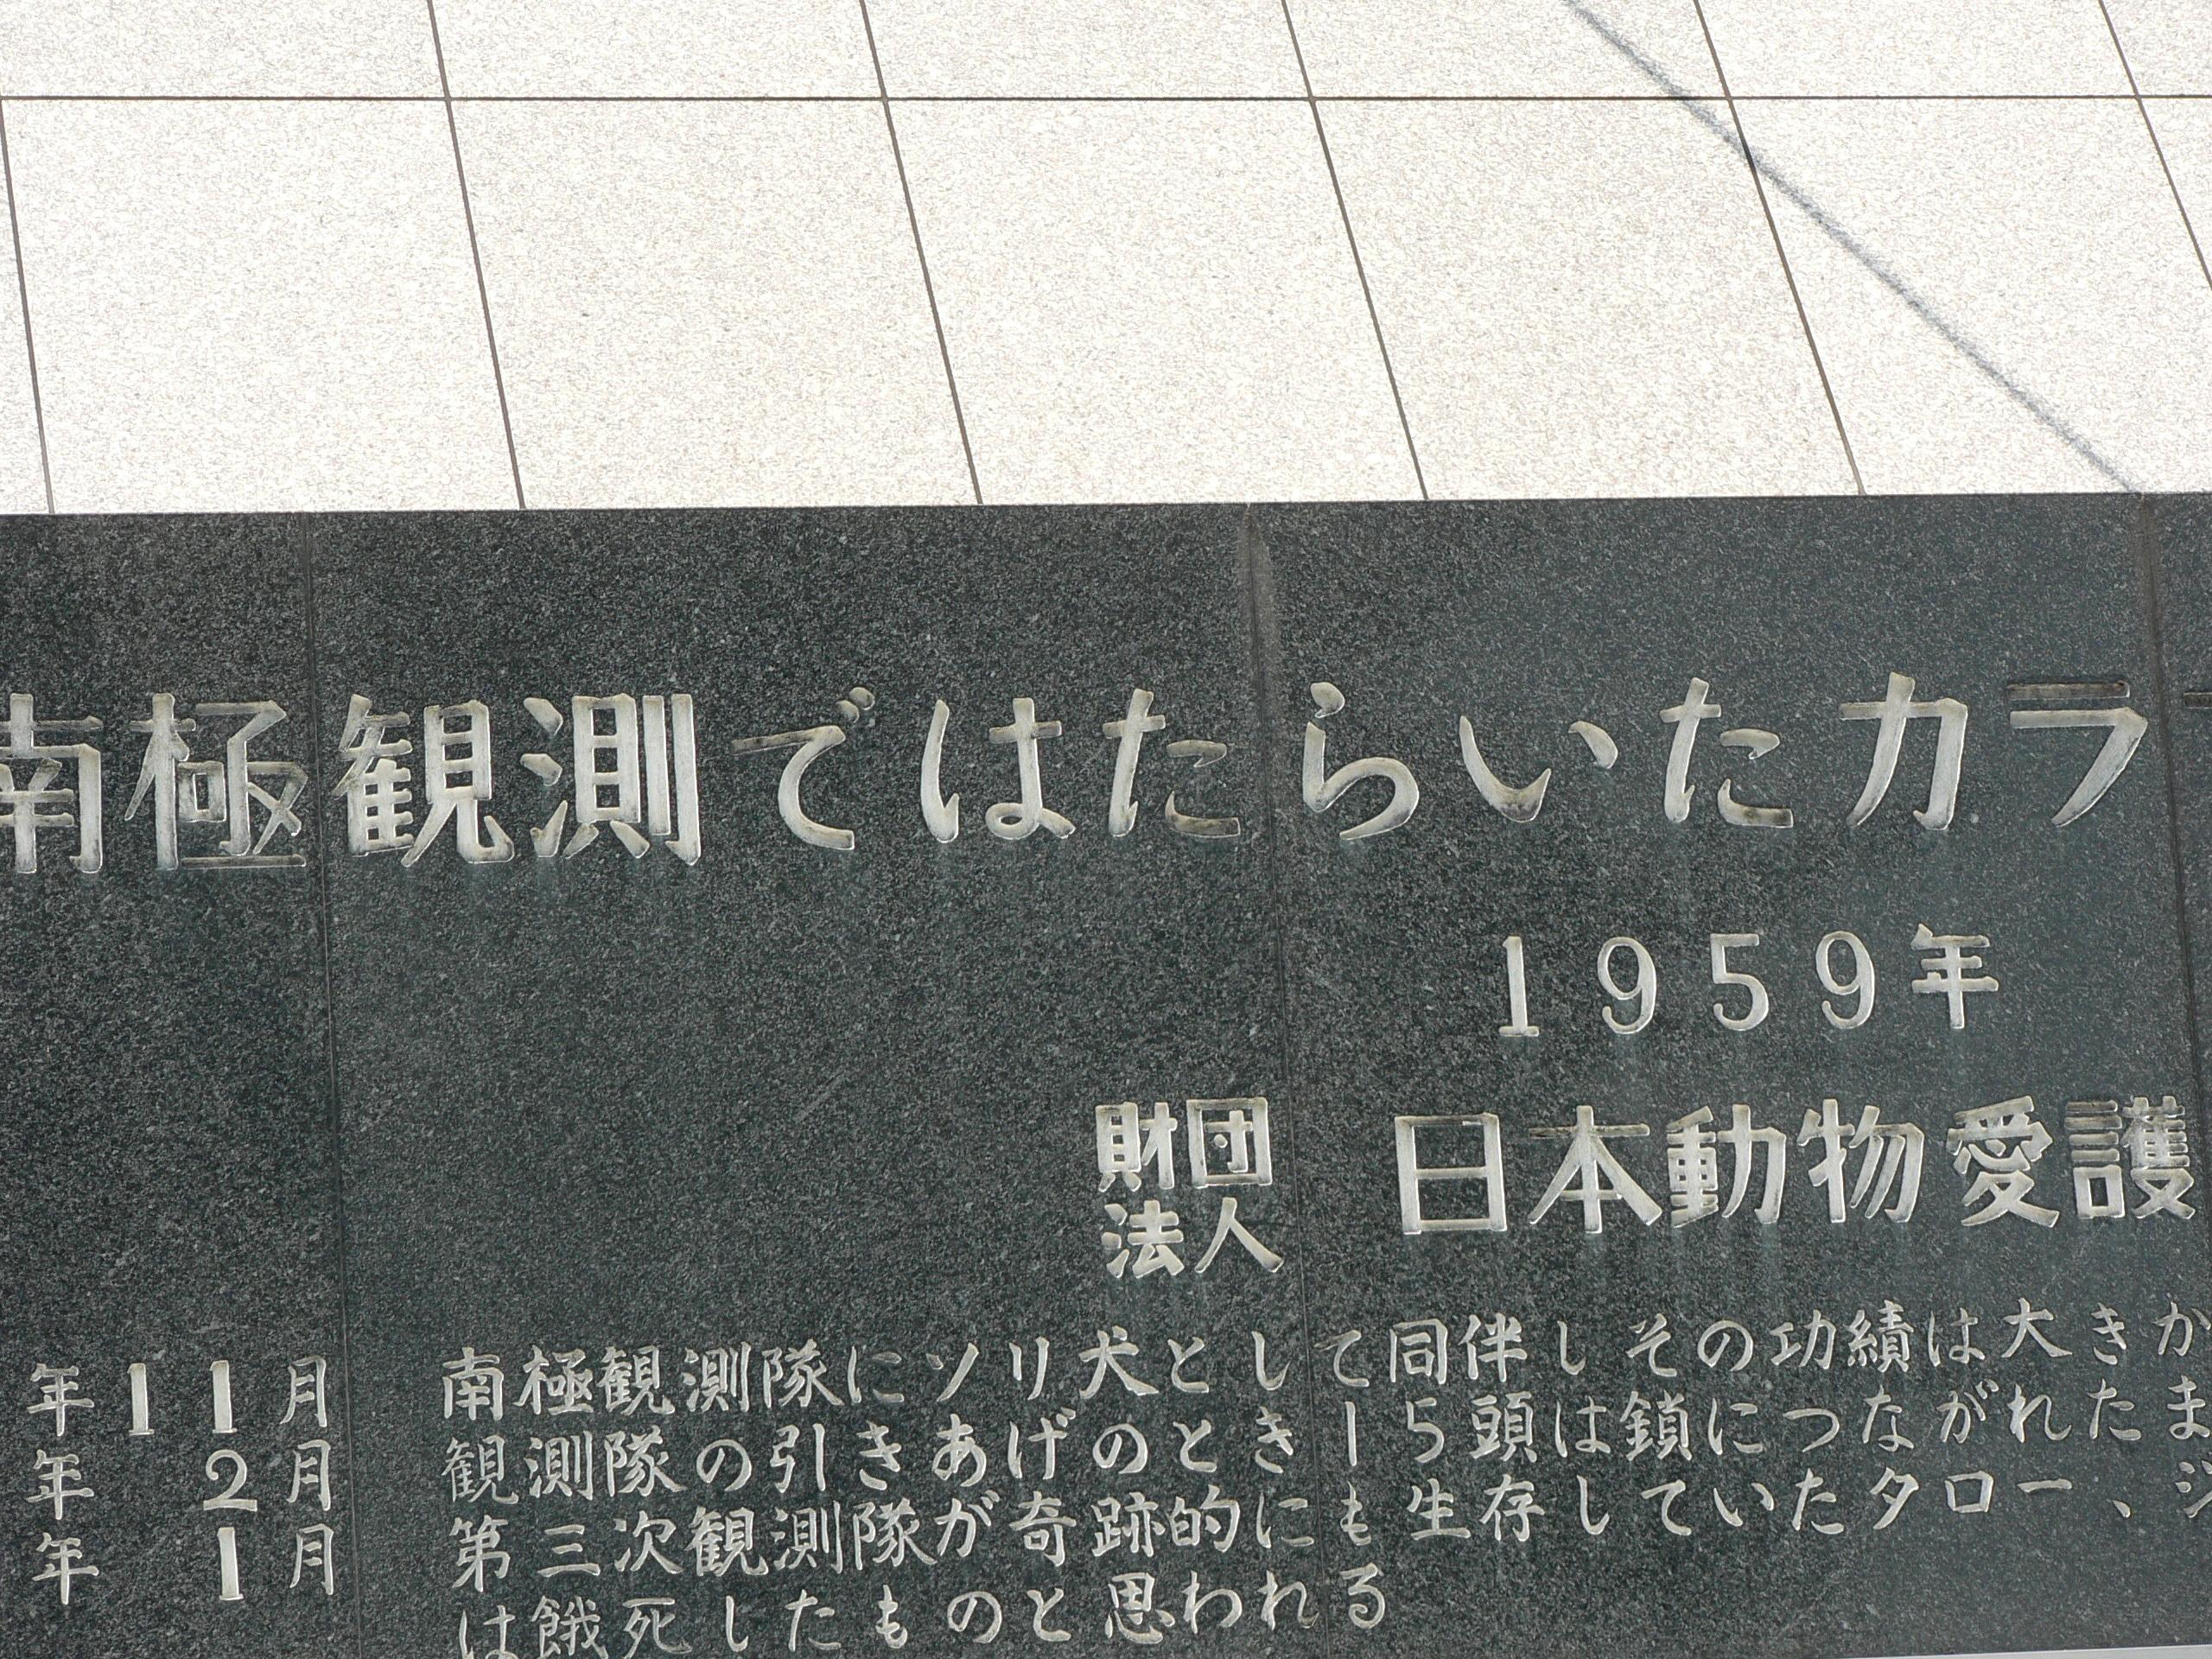 南極観測ではたらいたカラ
1959年
財団法人 日本動物愛護
年11月 南極観測隊にソリ犬として同伴しその功績は大きか
年 2月 観測隊の引きあげのとき15頭は鎖につながれたま
年 1月 第三次観測隊が奇跡的にも生存していたタロー、ジ
は餓死したものと思われる